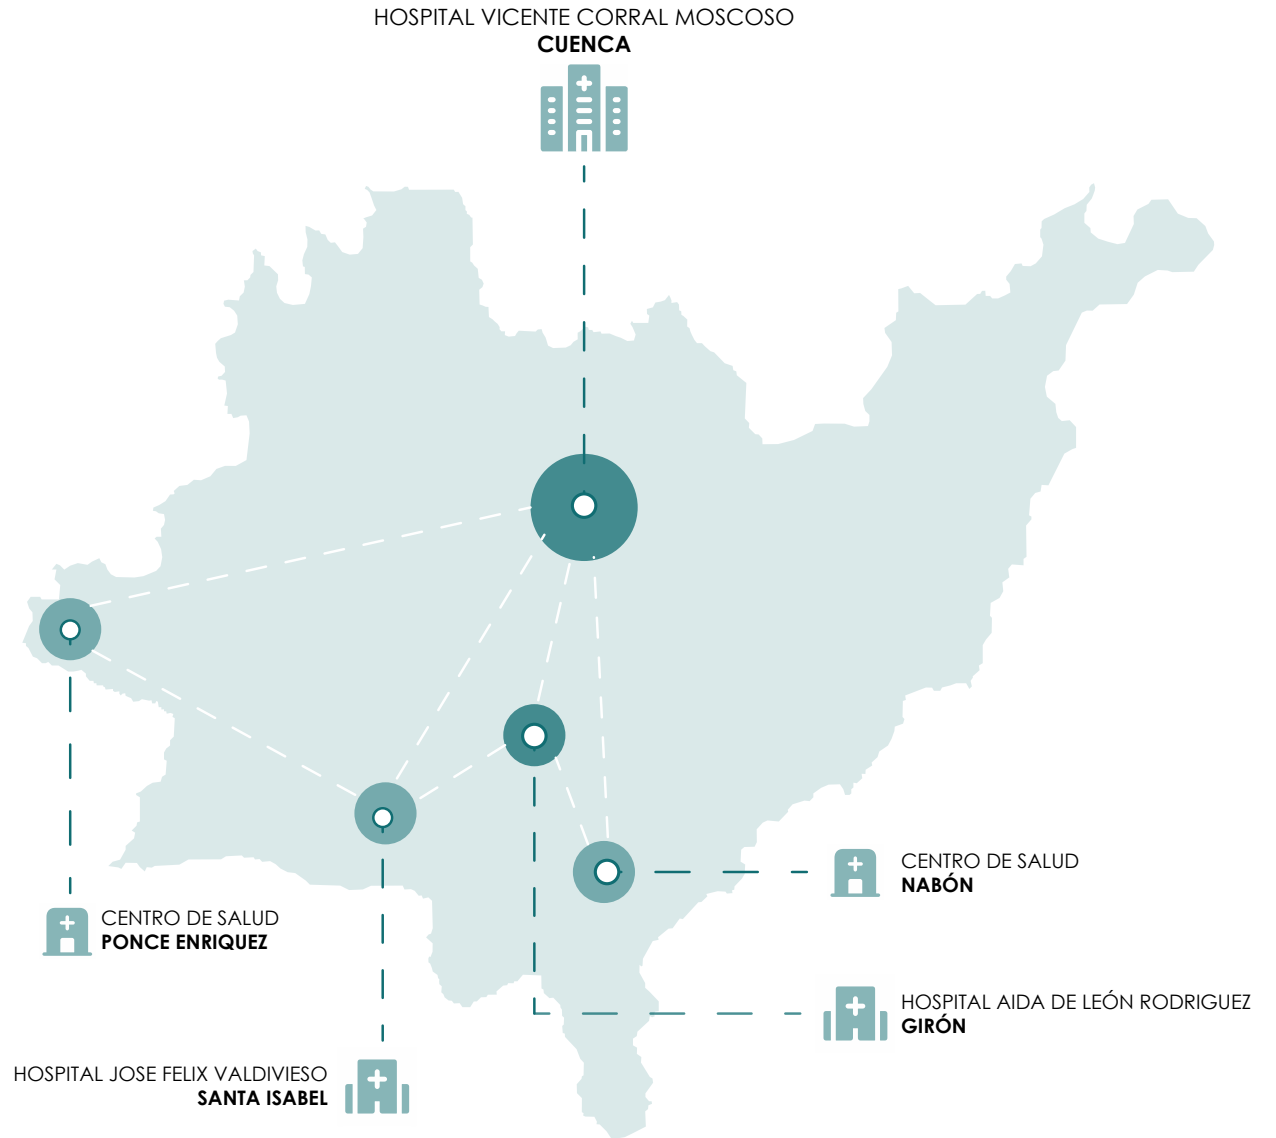 HOSPITAL VICENTE CORRAL MOSCOSO
CUENCA
CENTRO DE SALUD
NABÓN
CENTRO DE SALUD
PONCE ENRIQUEZ
HOSPITAL AIDA DE LEÓN RODRIGUEZ
GIRÓN
HOSPITAL JOSE FELIX VALDIVIESO
SANTA ISABEL